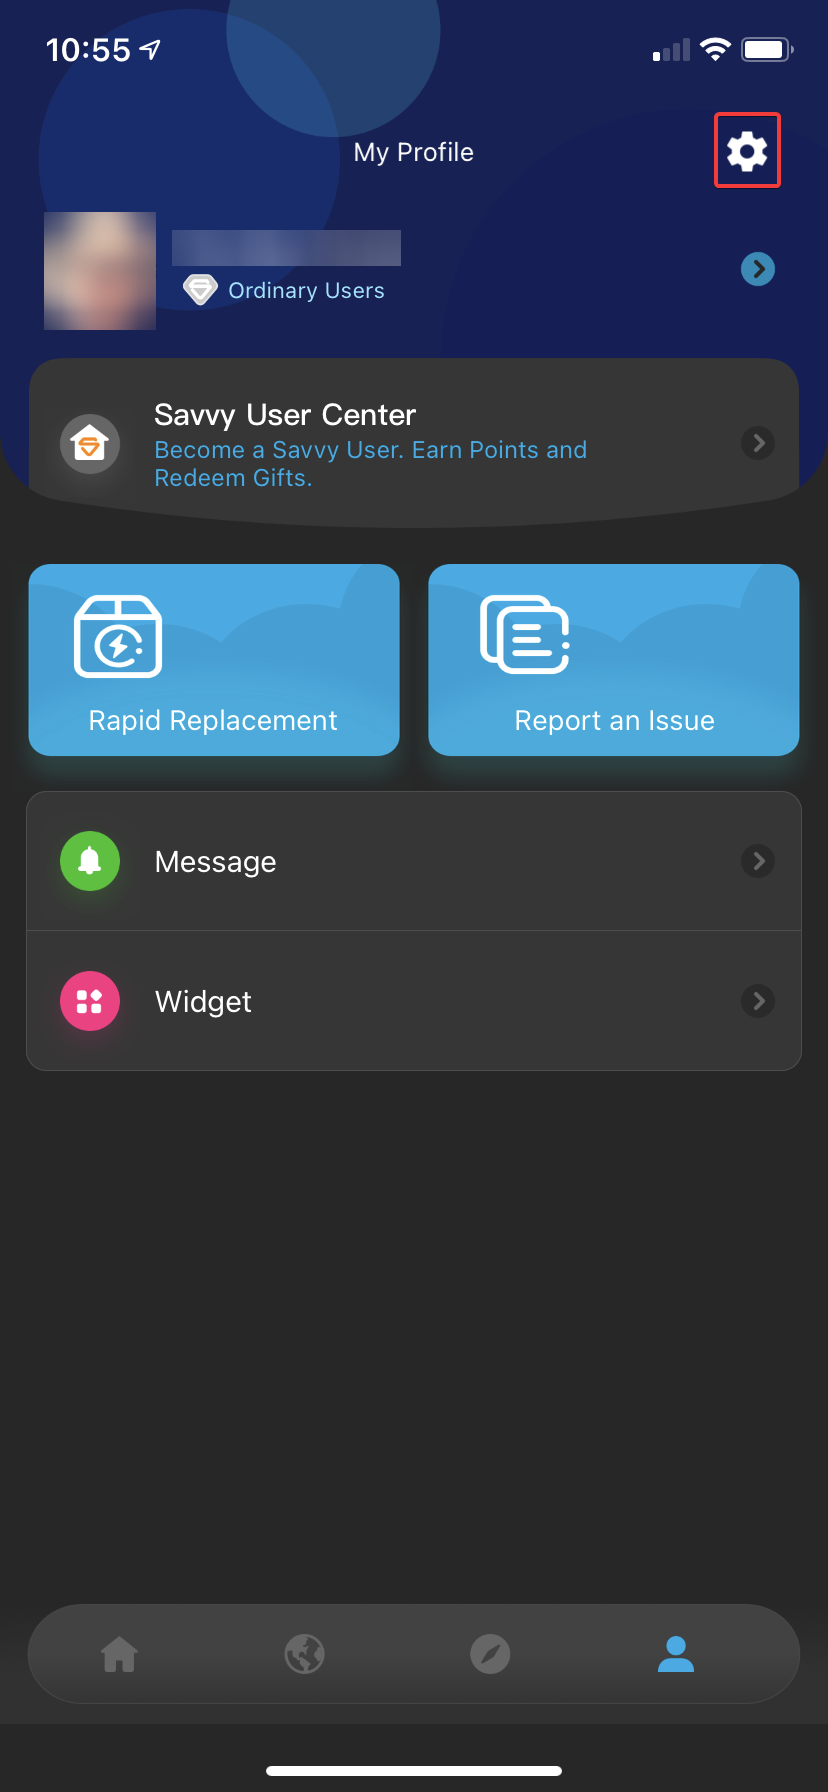 10:55
My Profile
Ordinary Users
Savvy User Center
Become a Savvy User. Earn Points and
Redeem Gifts.
Rapid Replacement
Report an Issue
Message
Widget